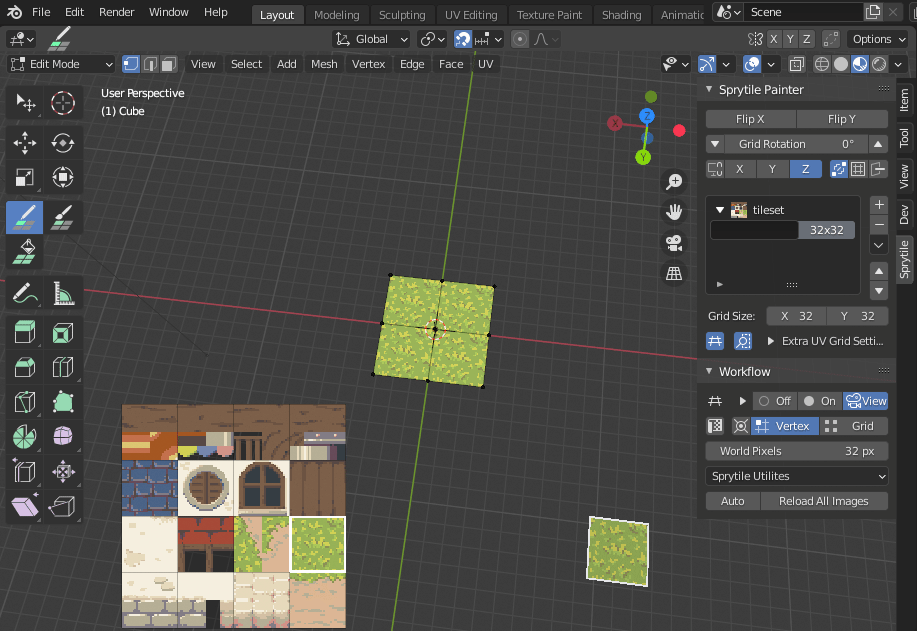 File Edit Render Window Help Layout Modeling Sculpting UV Editing Texture Paint Shading Animatic Scene
Global X Y Z Options
Edit Mode View Select Add Mesh Vertex Edge Face UV
User Perspective
(1) Cube
X
Z
Y
Sprytile Painter
Flip X Flip Y
Grid Rotation 0°
X Y Z
tileset
32x32
Grid Size: X 32 Y 32
Extra UV Grid Setti...
Workflow
Off On View
Vertex Grid
World Pixels 32 px
Sprytile Utilites
Auto Reload All Images
Item
Tool
View
Dev
Sprytile